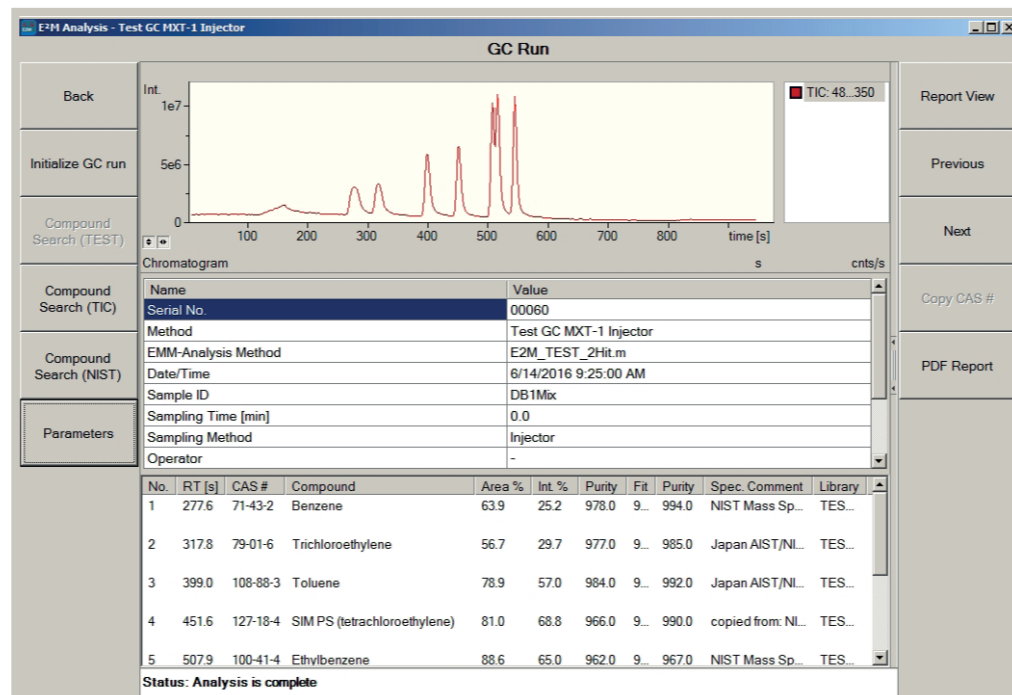 E²M Analysis - Test GC MXT-1 Injector
GC Run
Back
Initialize GC run
Compound
Search (TEST)
Compound
Search (TIC)
Compound
Search (NIST)
Parameters
Int.
1e7
5e6
0
100 200 300 400 500 600 700 800 time [s]
TIC: 48...350
Chromatogram s cnts/s
Name Value
Serial No. 00060
Method Test GC MXT-1 Injector
EMM-Analysis Method E2M_TEST_2Hit.m
Date/Time 6/14/2016 9:25:00 AM
Sample ID DB1Mix
Sampling Time [min] 0.0
Sampling Method Injector
Operator -
No. RT [s] CAS # Compound Area % Int. % Purity Fit Purity Spec. Comment Library
1 277.6 71-43-2 Benzene 63.9 25.2 978.0 9... 994.0 NIST Mass Sp... TES...
2 317.8 79-01-6 Trichloroethylene 56.7 29.7 977.0 9... 985.0 Japan AIST/NI... TES...
3 399.0 108-88-3 Toluene 78.9 57.0 984.0 9... 992.0 Japan AIST/NI... TES...
4 451.6 127-18-4 SIM PS (tetrachloroethylene) 81.0 68.8 966.0 9... 990.0 copied from: NI... TES...
5 507.9 100-41-4 Ethylbenzene 88.6 65.0 962.0 9... 967.0 NIST Mass Sp... TES...
Status: Analysis is complete
Report View
Previous
Next
Copy CAS #
PDF Report